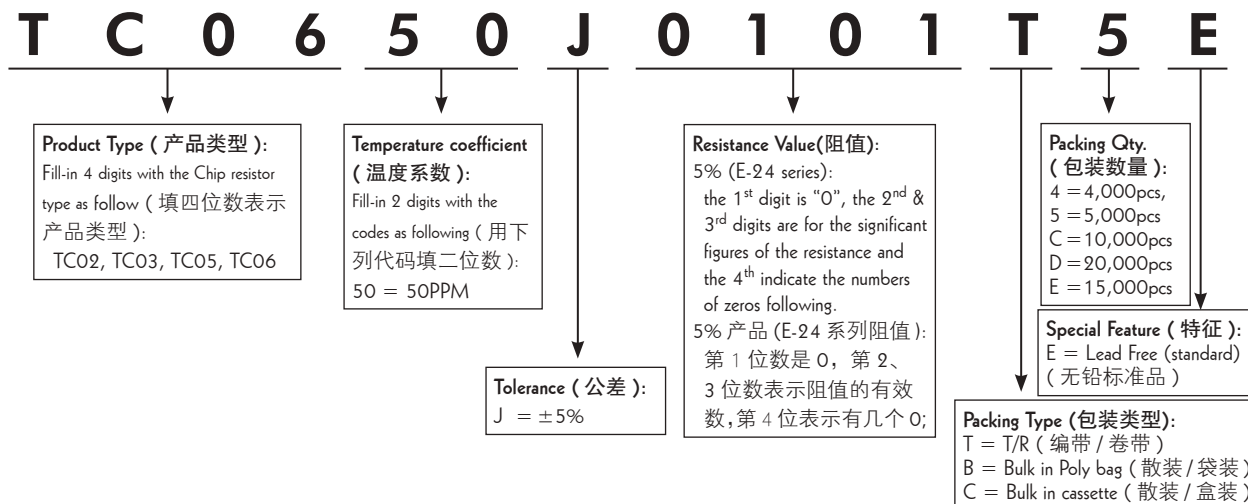 T C 0 6 5 0 J 0 1 0 1 T 5 E
Product Type ( 产品类型 ):
Fill-in 4 digits with the Chip resistor
type as follow ( 填四位数表示
产品类型 ):
TC02, TC03, TC05, TC06
Temperature coefficient
( 温度系数 ):
Fill-in 2 digits with the
codes as following ( 用下
列代码填二位数 ):
50 = 50PPM
Tolerance ( 公差 ):
J = ±5%
Resistance Value(阻值):
5% (E-24 series):
the 1st digit is “0”, the 2nd &
3rd digits are for the significant
figures of the resistance and
the 4th indicate the numbers
of zeros following.
5% 产品 (E-24 系列阻值 ):
第 1 位数是 0，第 2、
3 位数表示阻值的有效
数,第 4 位表示有几个 0;
Packing Qty.
( 包装数量 ):
4 = 4,000pcs,
5 = 5,000pcs
C = 10,000pcs
D = 20,000pcs
E = 15,000pcs
Special Feature ( 特征 ):
E = Lead Free (standard)
( 无铅标准品 )
Packing Type (包装类型):
T = T/R ( 编带 / 卷带 )
B = Bulk in Poly bag ( 散装 / 袋装 )
C = Bulk in cassette ( 散装 / 盒装 )